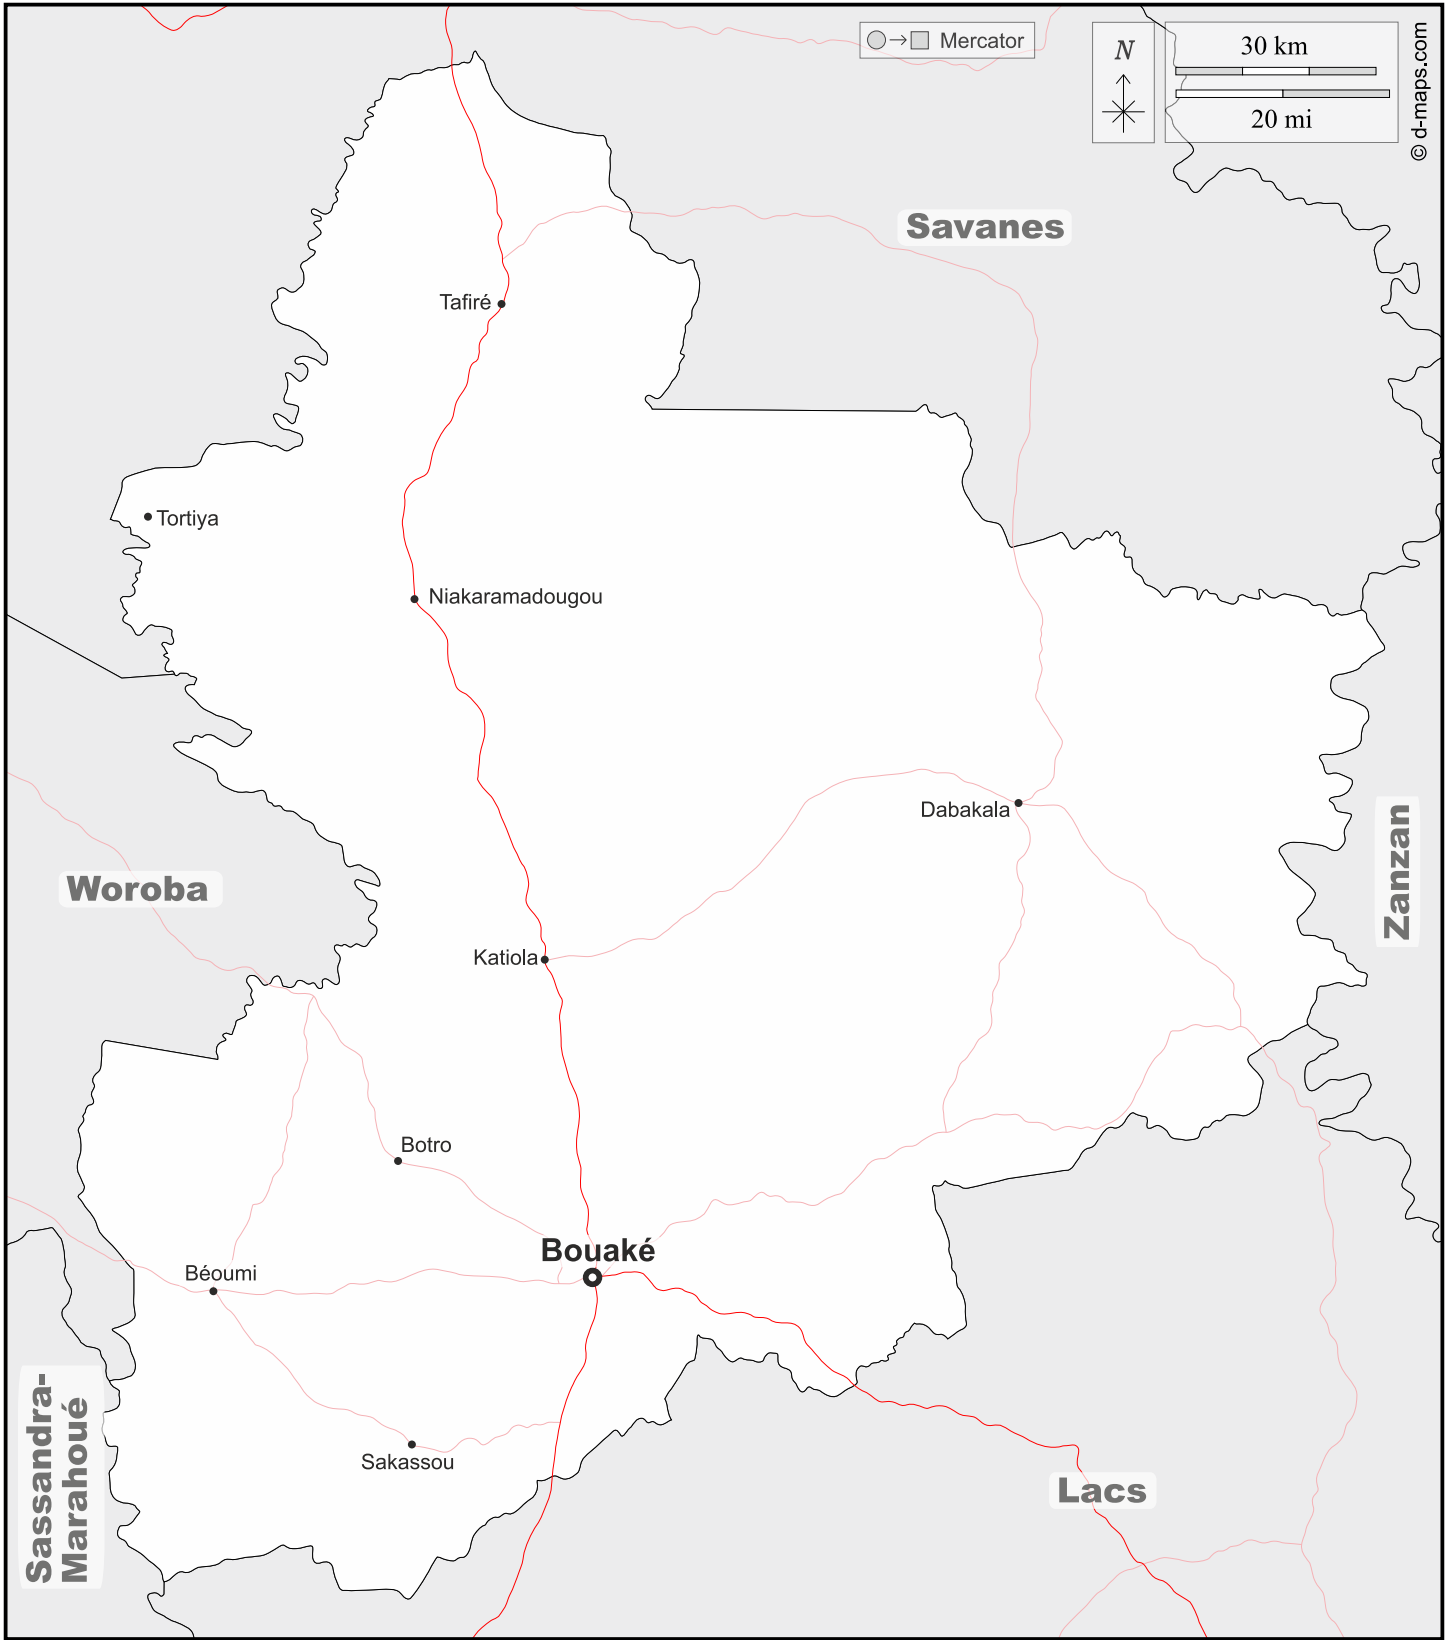 Mercator
N
30 km
20 mi
© d-maps.com
Savanes
Tafiré
Tortiya
Niakaramadougou
Dabakala
Zanzan
Woroba
Katiola
Botro
Bouaké
Béoumi
Sassandra-
Marahoué
Sakassou
Lacs